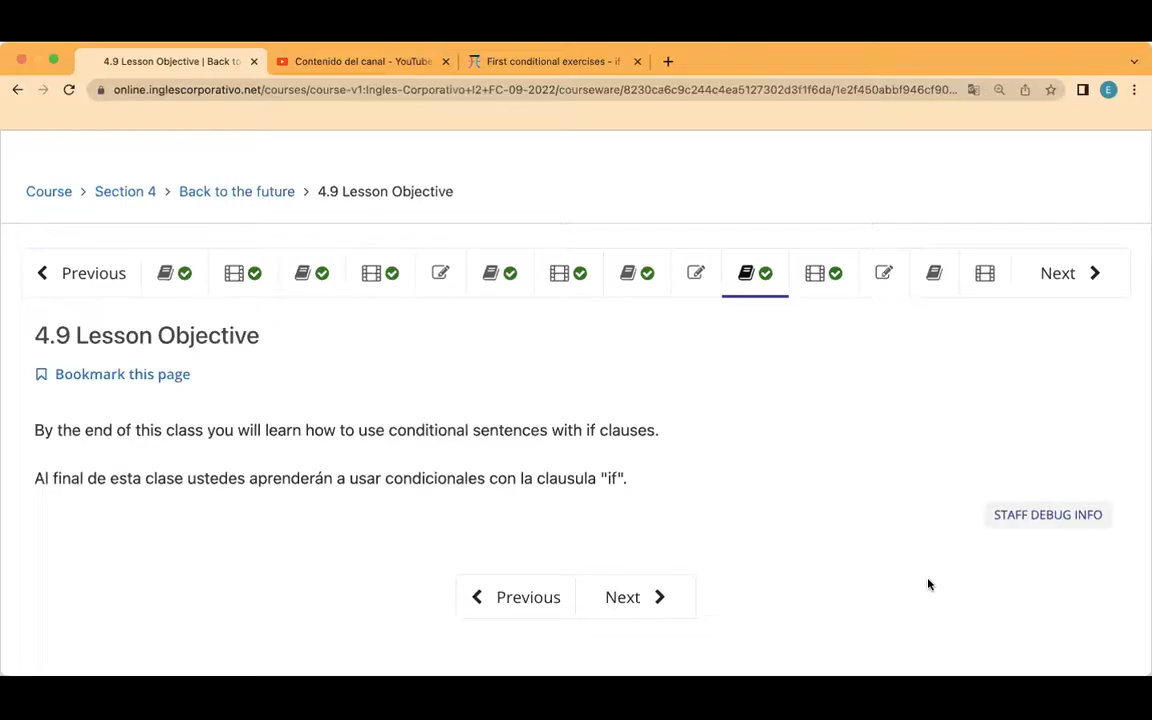 4.9 Lesson Objective | Back to
Contenido del canal - YouTube
First conditional exercises - if
online.inglescorporativo.net/courses/course-v1:Ingles-Corporativo+I2+FC-09-2022/courseware/8230ca6c9c244c4ea5127302d3f1f6da/1e2f450abbf946cf90...
E
Course > Section 4 > Back to the future > 4.9 Lesson Objective
Previous
Next
4.9 Lesson Objective
Bookmark this page
By the end of this class you will learn how to use conditional sentences with if clauses.
Al final de esta clase ustedes aprenderán a usar condicionales con la clausula "if".
STAFF DEBUG INFO
Previous
Next